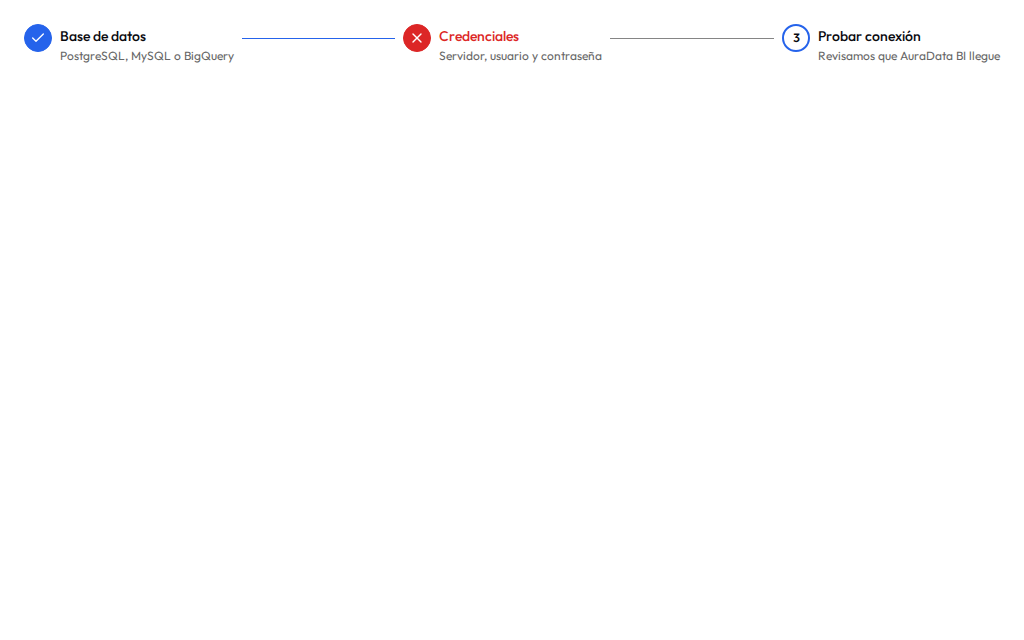 Base de datos
PostgreSQL, MySQL o BigQuery
Credenciales
Servidor, usuario y contraseña
3
Probar conexión
Revisamos que AuraData BI llegue